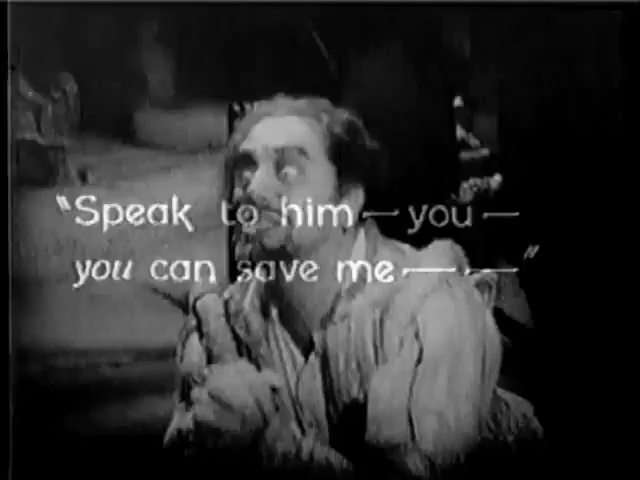 "Speak to him — you —
you can save me — - — "